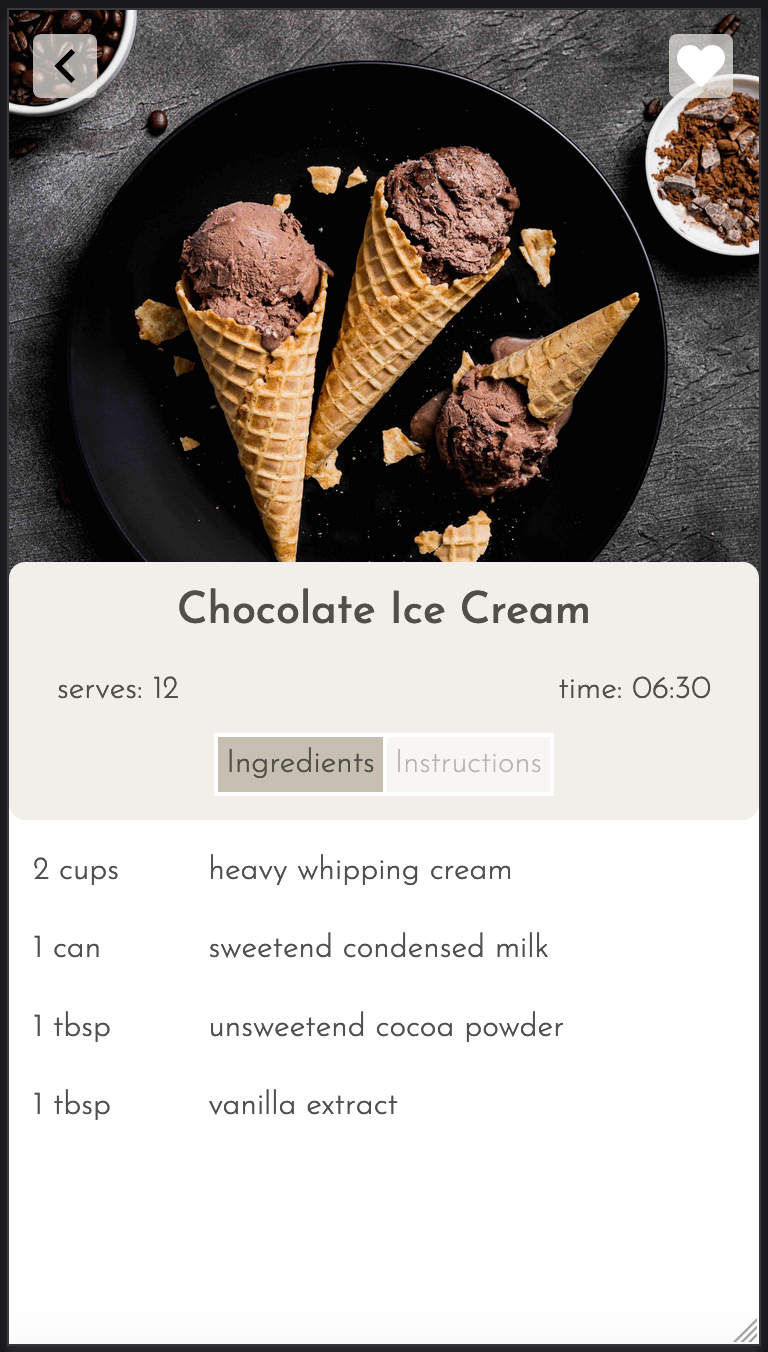 Chocolate Ice Cream
serves: 12 time: 06:30
Ingredients Instructions
2 cups heavy whipping cream
1 can sweetend condensed milk
1 tbsp unsweetend cocoa powder
1 tbsp vanilla extract